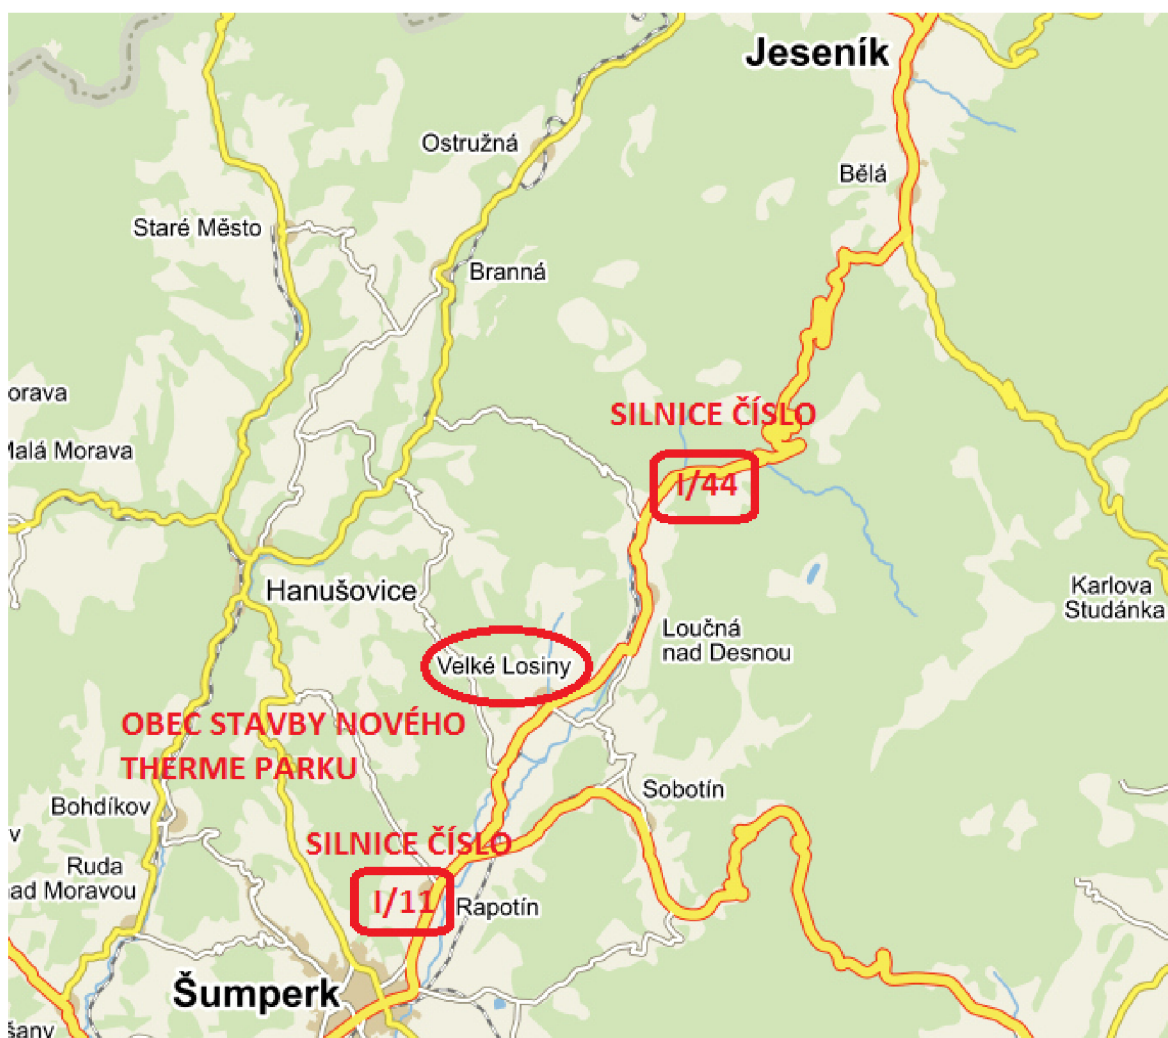 Jeseník
Ostružná
Bělá
Staré Město
Branná
orava
SILNICE ČÍSLO
Malá Morava
I/44
Hanušovice
Karlova
Studánka
Loučná
nad Desnou
Velké Losiny
OBEC STAVBY NOVÉHO
THERME PARKU
Sobotín
Bohdíkov
v
SILNICE ČÍSLO
Ruda
nad Moravou
I/11
Rapotín
Šumperk
šany